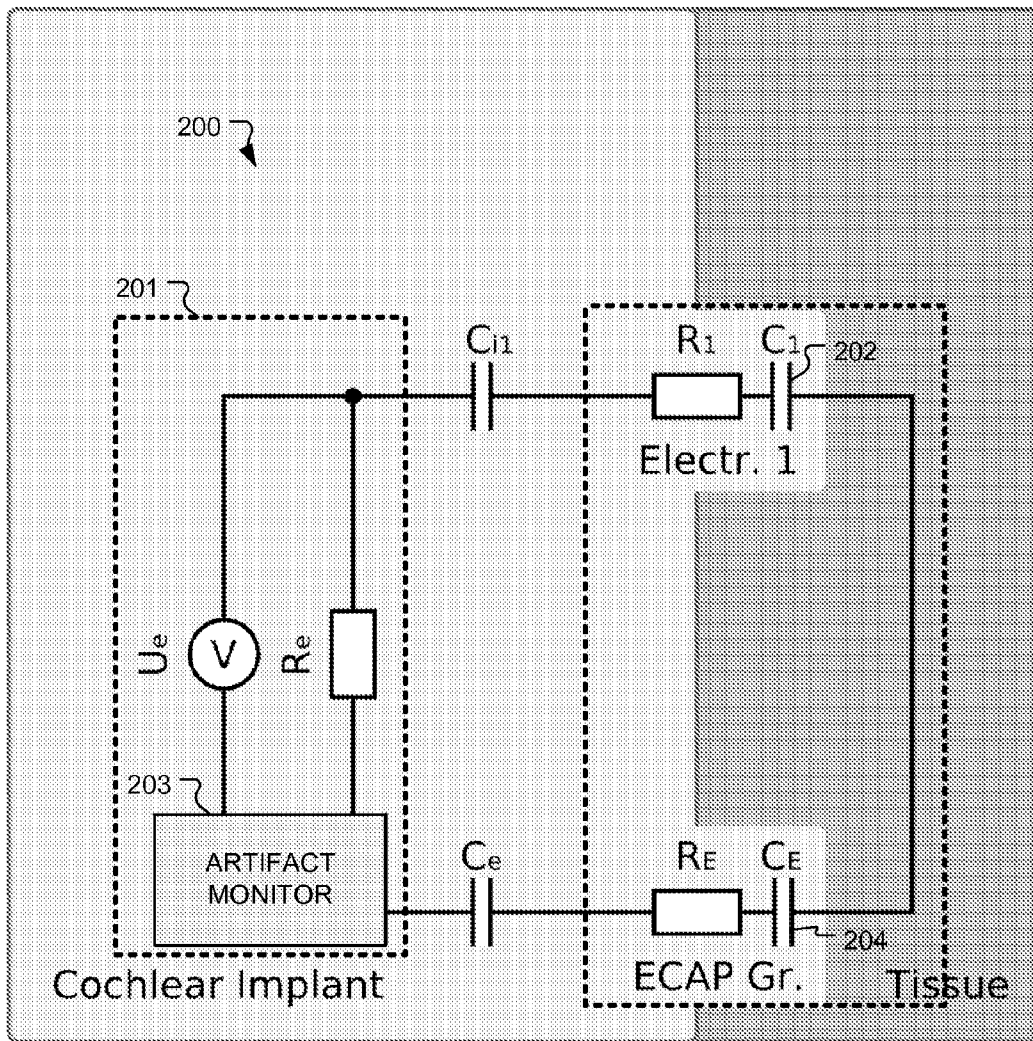 200
201
Ci1
R1
C1
202
Electr. 1
Ue
V
Re
203
ARTIFACT
MONITOR
Ce
RE
CE
204
ECAP Gr.
Cochlear Implant
Tissue